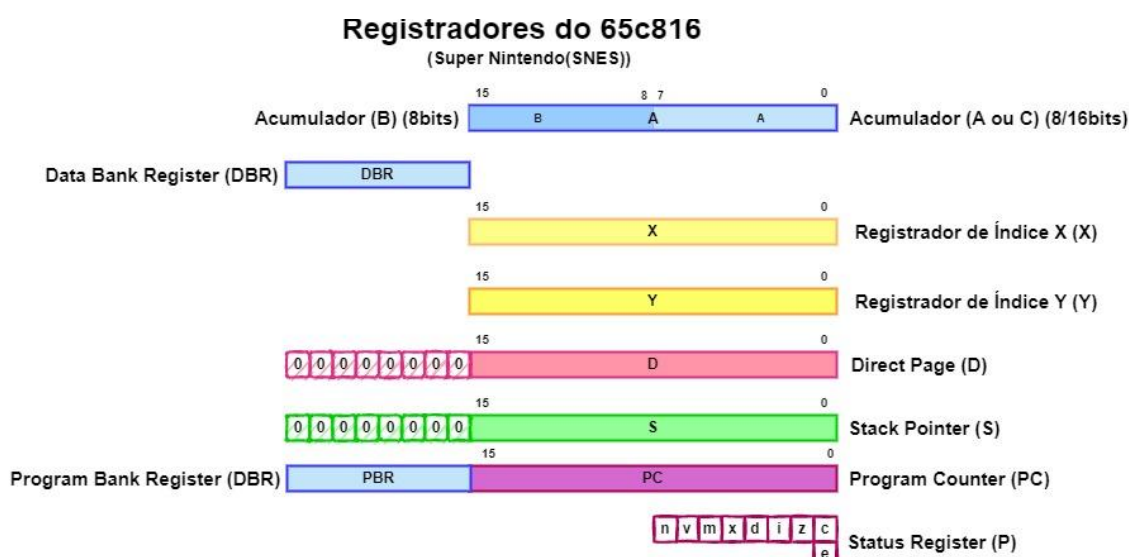 Registradores do 65c816
(Super Nintendo(SNES))
15 8 7 0
Acumulador (B) (8bits) B A A Acumulador (A ou C) (8/16bits)
Data Bank Register (DBR) DBR
15 0
X Registrador de Índice X (X)
15 0
Y Registrador de Índice Y (Y)
15 0
0 0 0 0 0 0 0 0 D Direct Page (D)
15 0
0 0 0 0 0 0 0 0 S Stack Pointer (S)
15 0
Program Bank Register (DBR) PBR PC Program Counter (PC)
n v m x d i z c
e Status Register (P)